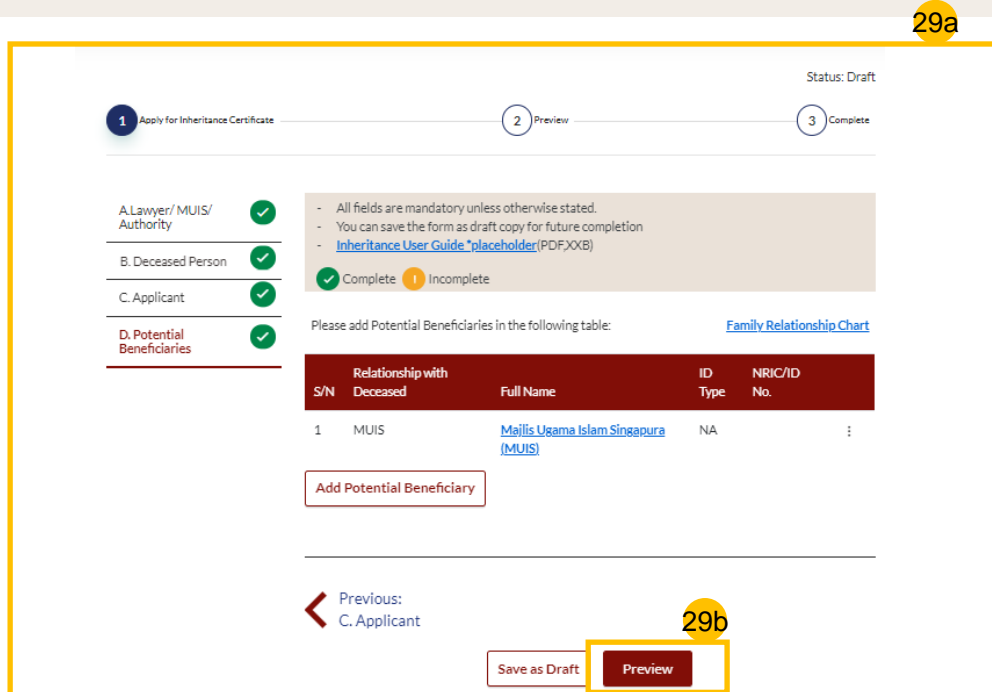 29a
Status: Draft
1 Apply for Inheritance Certificate 2 Preview 3 Complete
A.Lawyer/ MUIS/
Authority
B. Deceased Person
C. Applicant
D. Potential
Beneficiaries
- All fields are mandatory unless otherwise stated.
- You can save the form as draft copy for future completion
- Inheritance User Guide *placeholder(PDF,XXB)
Complete ! Incomplete
Please add Potential Beneficiaries in the following table: Family Relationship Chart
S/N Relationship with Deceased Full Name ID Type NRIC/ID No.
1 MUIS Majlis Ugama Islam Singapura (MUIS) NA
Add Potential Beneficiary
Previous:
C. Applicant
29b
Save as Draft Preview